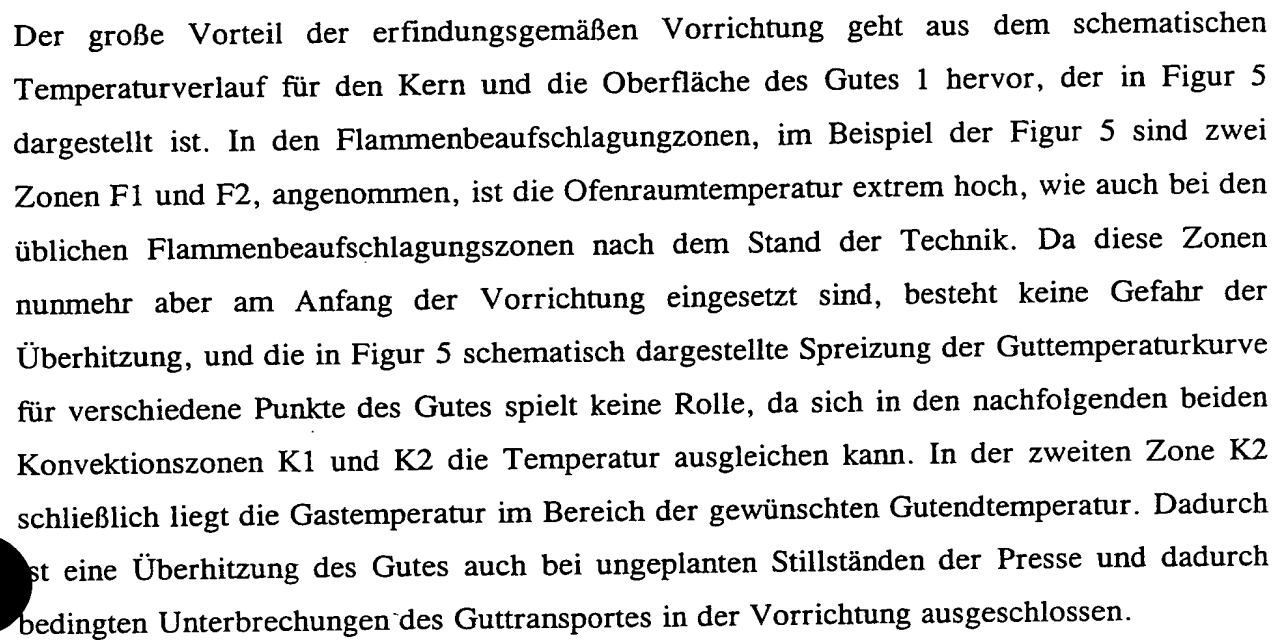 Der große Vorteil der erfindungsgemäßen Vorrichtung geht aus dem schematischen
Temperaturverlauf für den Kern und die Oberfläche des Gutes 1 hervor, der in Figur 5
dargestellt ist. In den Flammenbeaufschlagungzonen, im Beispiel der Figur 5 sind zwei
Zonen F1 und F2, angenommen, ist die Ofenraumtemperatur extrem hoch, wie auch bei den
üblichen Flammenbeaufschlagungszonen nach dem Stand der Technik. Da diese Zonen
nunmehr aber am Anfang der Vorrichtung eingesetzt sind, besteht keine Gefahr der
Überhitzung, und die in Figur 5 schematisch dargestellte Spreizung der Guttemperaturkurve
für verschiedene Punkte des Gutes spielt keine Rolle, da sich in den nachfolgenden beiden
Konvektionszonen K1 und K2 die Temperatur ausgleichen kann. In der zweiten Zone K2
schließlich liegt die Gastemperatur im Bereich der gewünschten Gutendtemperatur. Dadurch
st eine Überhitzung des Gutes auch bei ungeplanten Stillständen der Presse und dadurch
bedingten Unterbrechungen des Guttransportes in der Vorrichtung ausgeschlossen.